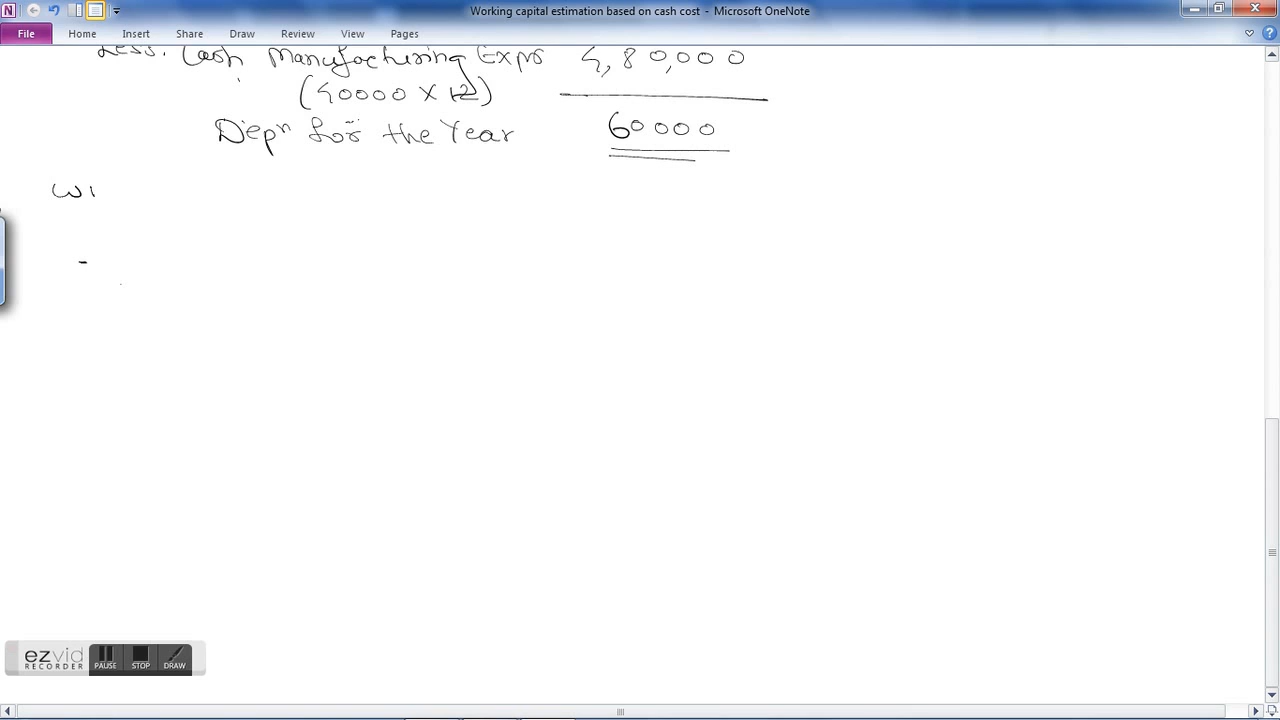 Working capital estimation based on cash cost - Microsoft OneNote
File Home Insert Share Draw Review View Pages
Less: Cash Manufacturing Exps 4,80,000
(40000 X 12)
Depn for the Year 60000
WN
ezvid
RECORDER
PAUSE STOP DRAW